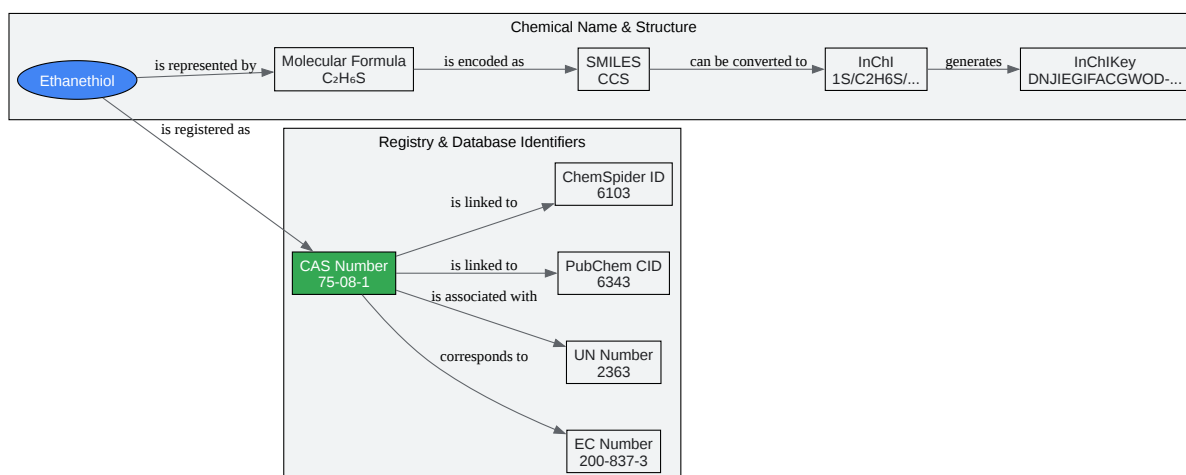 Chemical Name & Structure
Ethanethiol
is represented by
Molecular Formula
C₂H₆S
is encoded as
SMILES
CCS
can be converted to
InChI
1S/C2H6S/...
generates
InChIKey
DNJIEGIFACGWOD-...
is registered as
Registry & Database Identifiers
CAS Number
75-08-1
is linked to
ChemSpider ID
6103
is linked to
PubChem CID
6343
is associated with
UN Number
2363
corresponds to
EC Number
200-837-3